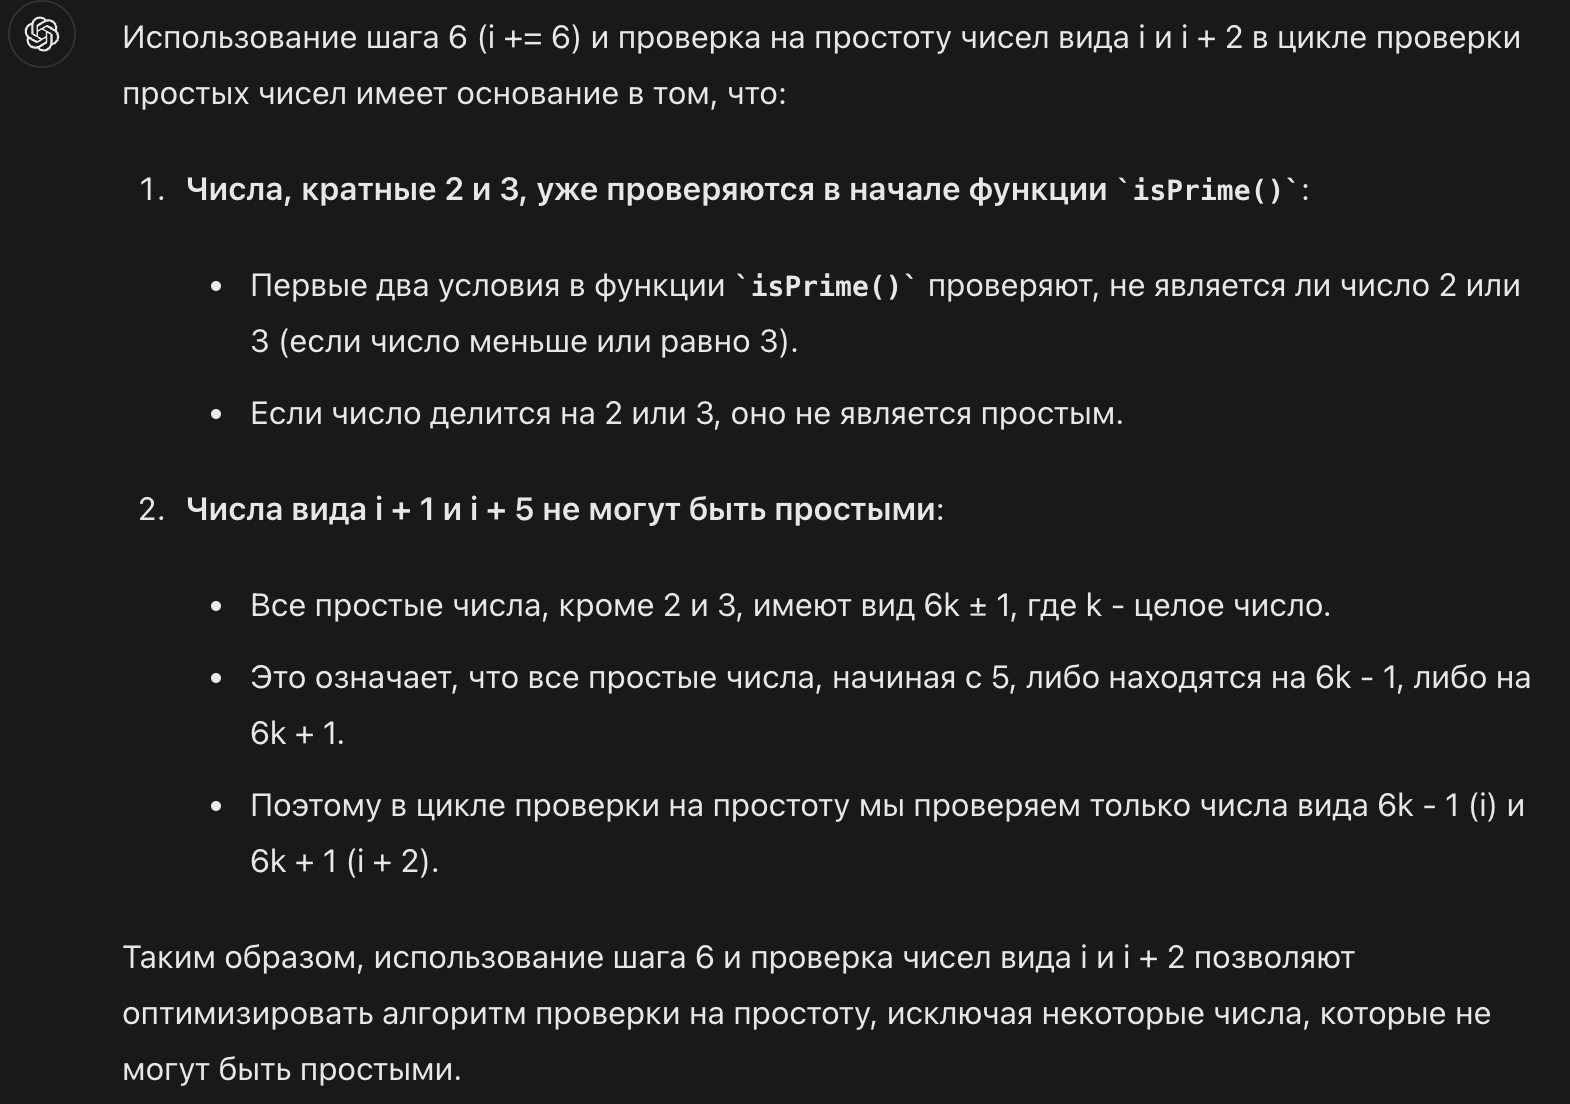 Использование шага 6 (i += 6) и проверка на простоту чисел вида i и i + 2 в цикле проверки
простых чисел имеет основание в том, что:
1. Числа, кратные 2 и 3, уже проверяются в начале функции `isPrime()`:
• Первые два условия в функции `isPrime()` проверяют, не является ли число 2 или
3 (если число меньше или равно 3).
• Если число делится на 2 или 3, оно не является простым.
2. Числа вида i + 1 и i + 5 не могут быть простыми:
• Все простые числа, кроме 2 и 3, имеют вид 6k ± 1, где k - целое число.
• Это означает, что все простые числа, начиная с 5, либо находятся на 6k - 1, либо на
6k + 1.
• Поэтому в цикле проверки на простоту мы проверяем только числа вида 6k - 1 (i) и
6k + 1 (i + 2).
Таким образом, использование шага 6 и проверка чисел вида i и i + 2 позволяют
оптимизировать алгоритм проверки на простоту, исключая некоторые числа, которые не
могут быть простыми.